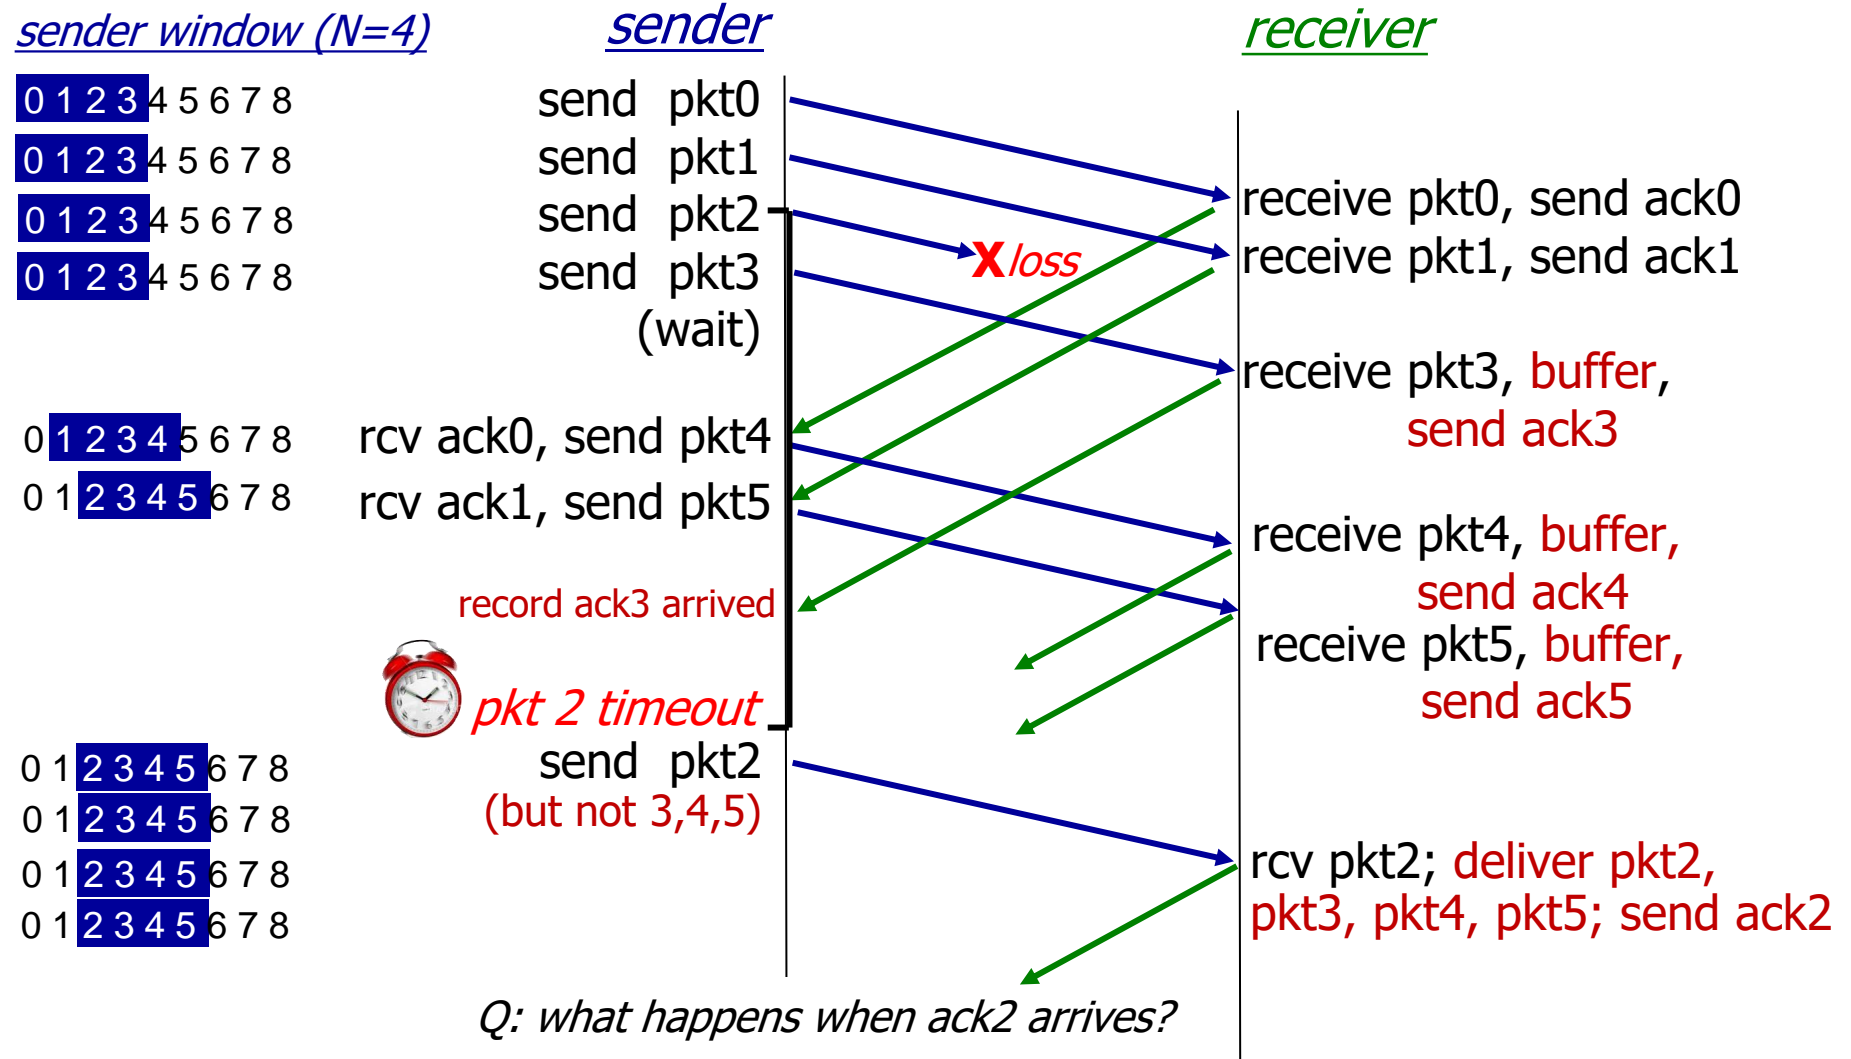 sender window (N=4)
sender
receiver
0 1 2 3 4 5 6 7 8
send pkt0
0 1 2 3 4 5 6 7 8
send pkt1
receive pkt0, send ack0
0 1 2 3 4 5 6 7 8
send pkt2
X loss
receive pkt1, send ack1
0 1 2 3 4 5 6 7 8
send pkt3
(wait)
receive pkt3, buffer,
send ack3
0 1 2 3 4 5 6 7 8
rcv ack0, send pkt4
0 1 2 3 4 5 6 7 8
rcv ack1, send pkt5
receive pkt4, buffer,
send ack4
record ack3 arrived
receive pkt5, buffer,
send ack5
pkt 2 timeout
0 1 2 3 4 5 6 7 8
send pkt2
0 1 2 3 4 5 6 7 8
(but not 3,4,5)
0 1 2 3 4 5 6 7 8
rcv pkt2; deliver pkt2,
0 1 2 3 4 5 6 7 8
pkt3, pkt4, pkt5; send ack2
Q: what happens when ack2 arrives?